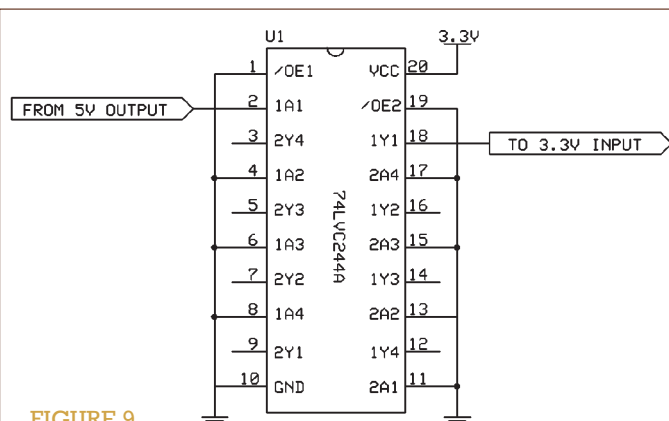 U1
3.3V
1 /OE1 VCC 20
FROM 5V OUTPUT 2 1A1 /OE2 19
3 2Y4 1Y1 18 TO 3.3V INPUT
4 1A2 2A4 17
5 2Y3 1Y2 16
6 1A3 2A3 15
7 2Y2 1Y3 14
8 1A4 2A2 13
9 2Y1 1Y4 12
10 GND 2A1 11
74LVC244A
FIGURE 9